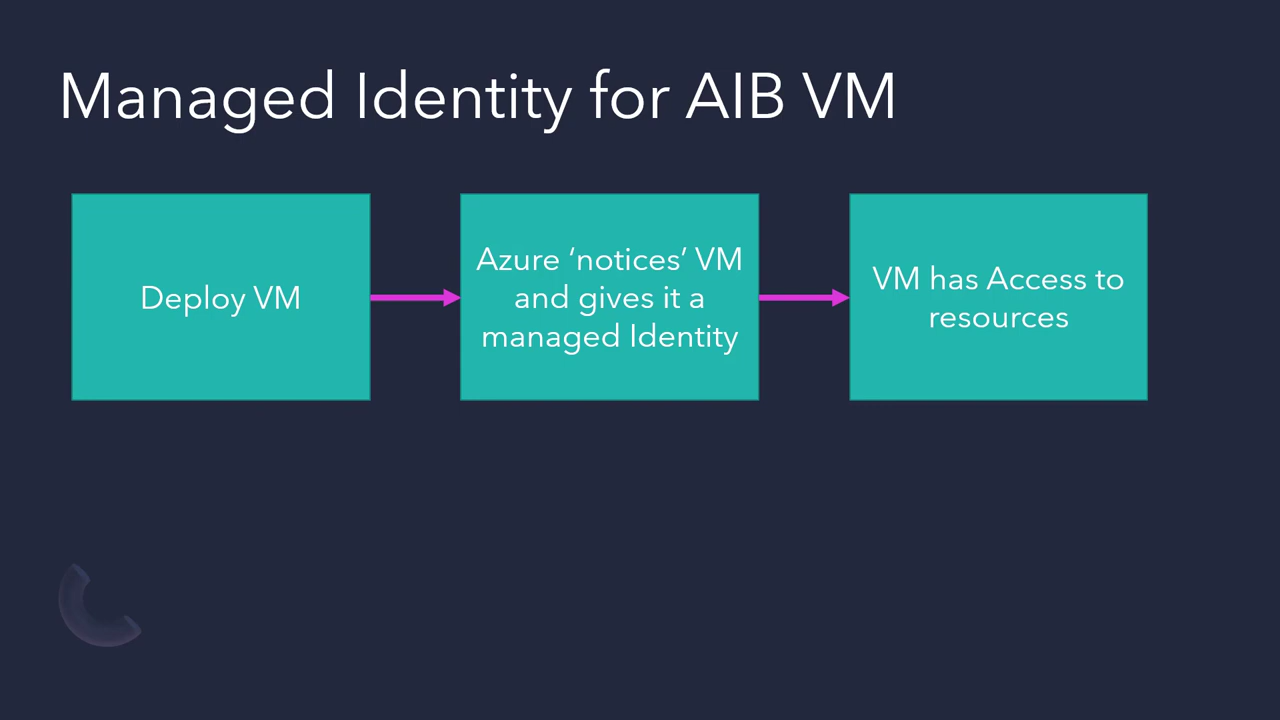 Managed Identity for AIB VM
Deploy VM
Azure ‘notices’ VM
and gives it a
managed Identity
VM has Access to
resources